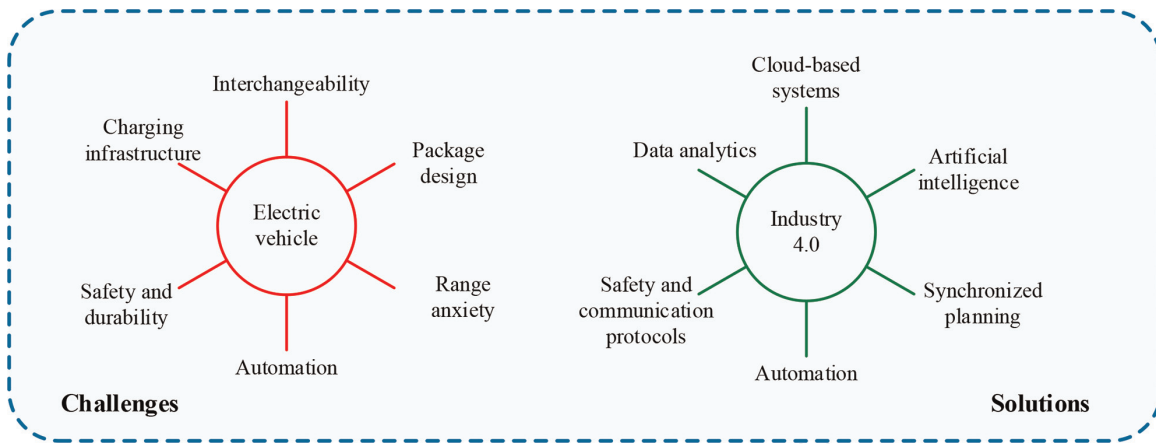 Interchangeability
Charging
infrastructure
Package
design
Electric
vehicle
Safety and
durability
Range
anxiety
Automation
Challenges
Cloud-based
systems
Data analytics
Artificial
intelligence
Industry
4.0
Safety and
communication
protocols
Synchronized
planning
Automation
Solutions